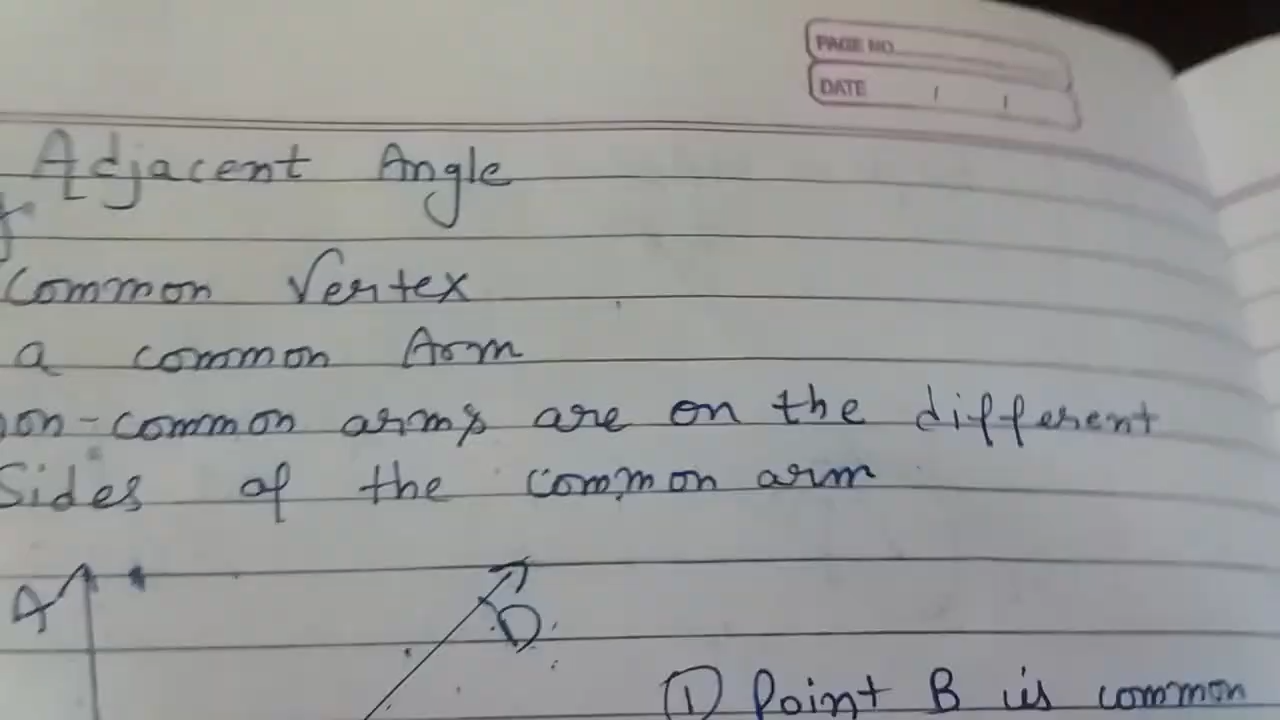 PAGE NO.
DATE / /
Adjacent Angle
Common Vertex
a common Arm
on-common arms are on the different
Sides of the common arm
A
D
① Point B is common